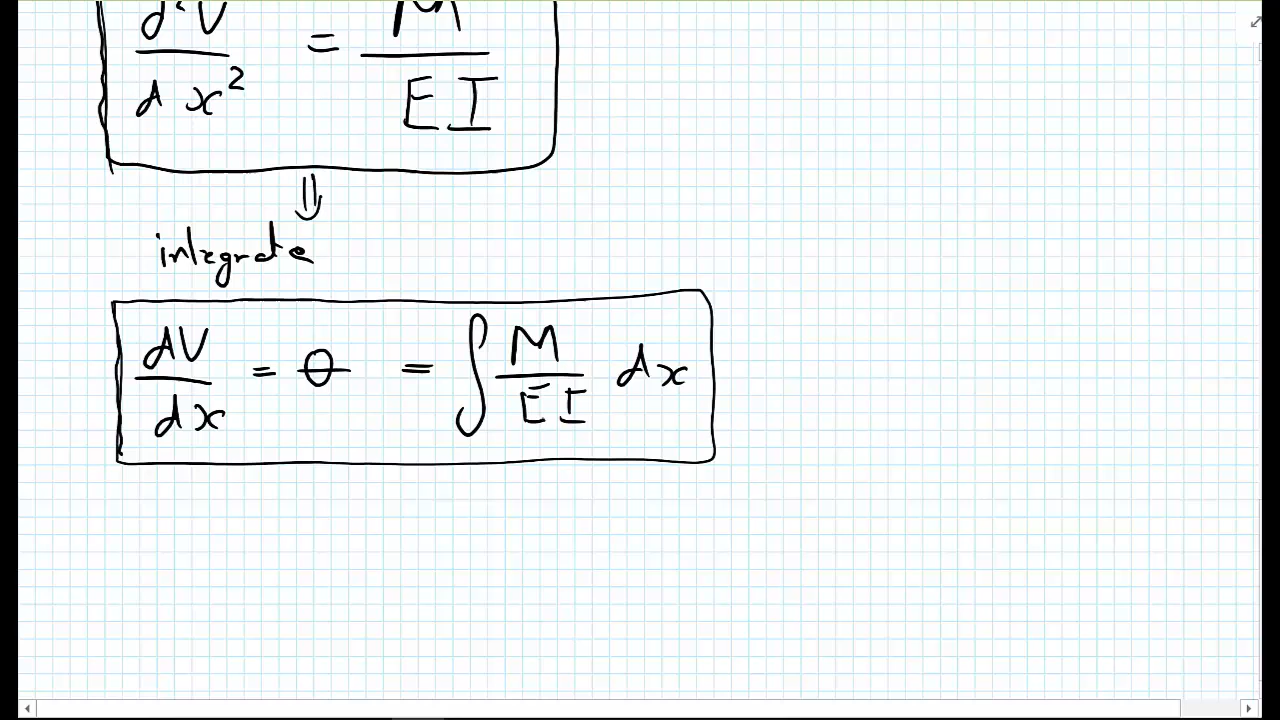 d²V/dx² = M/EI
integrate
dV/dx = θ = ∫ M/EI dx